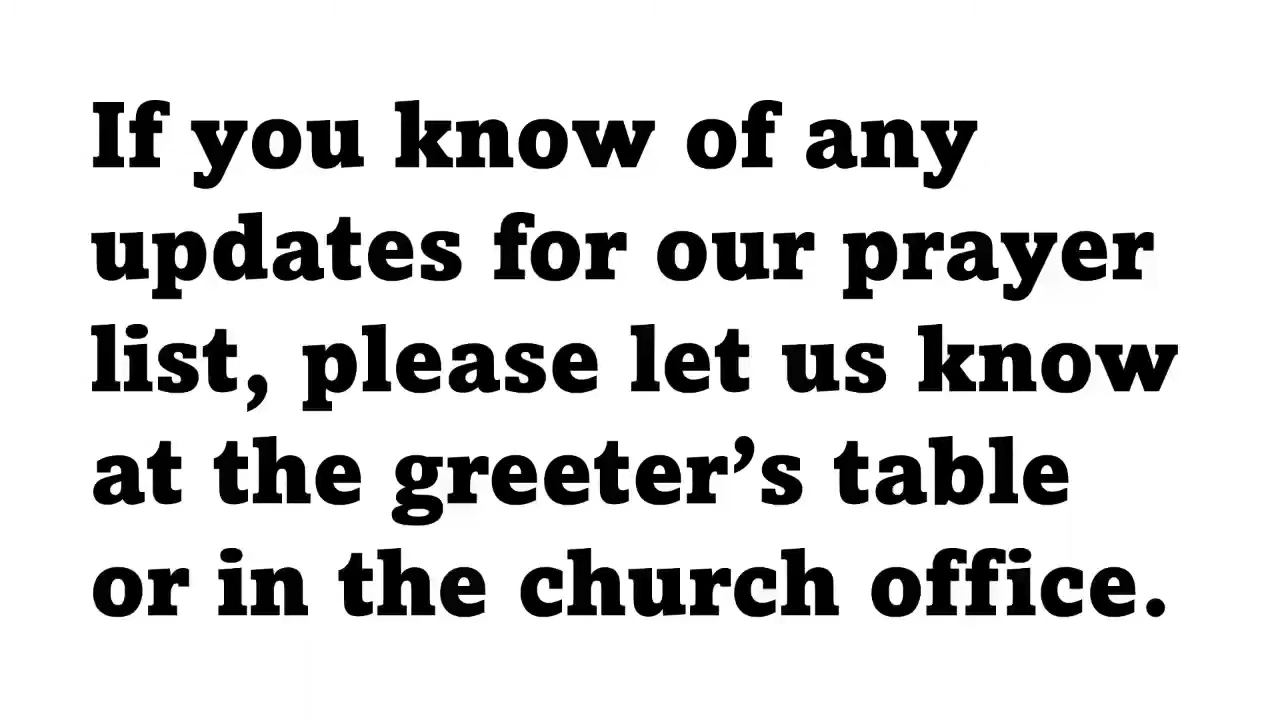 If you know of any
updates for our prayer
list, please let us know
at the greeter’s table
or in the church office.